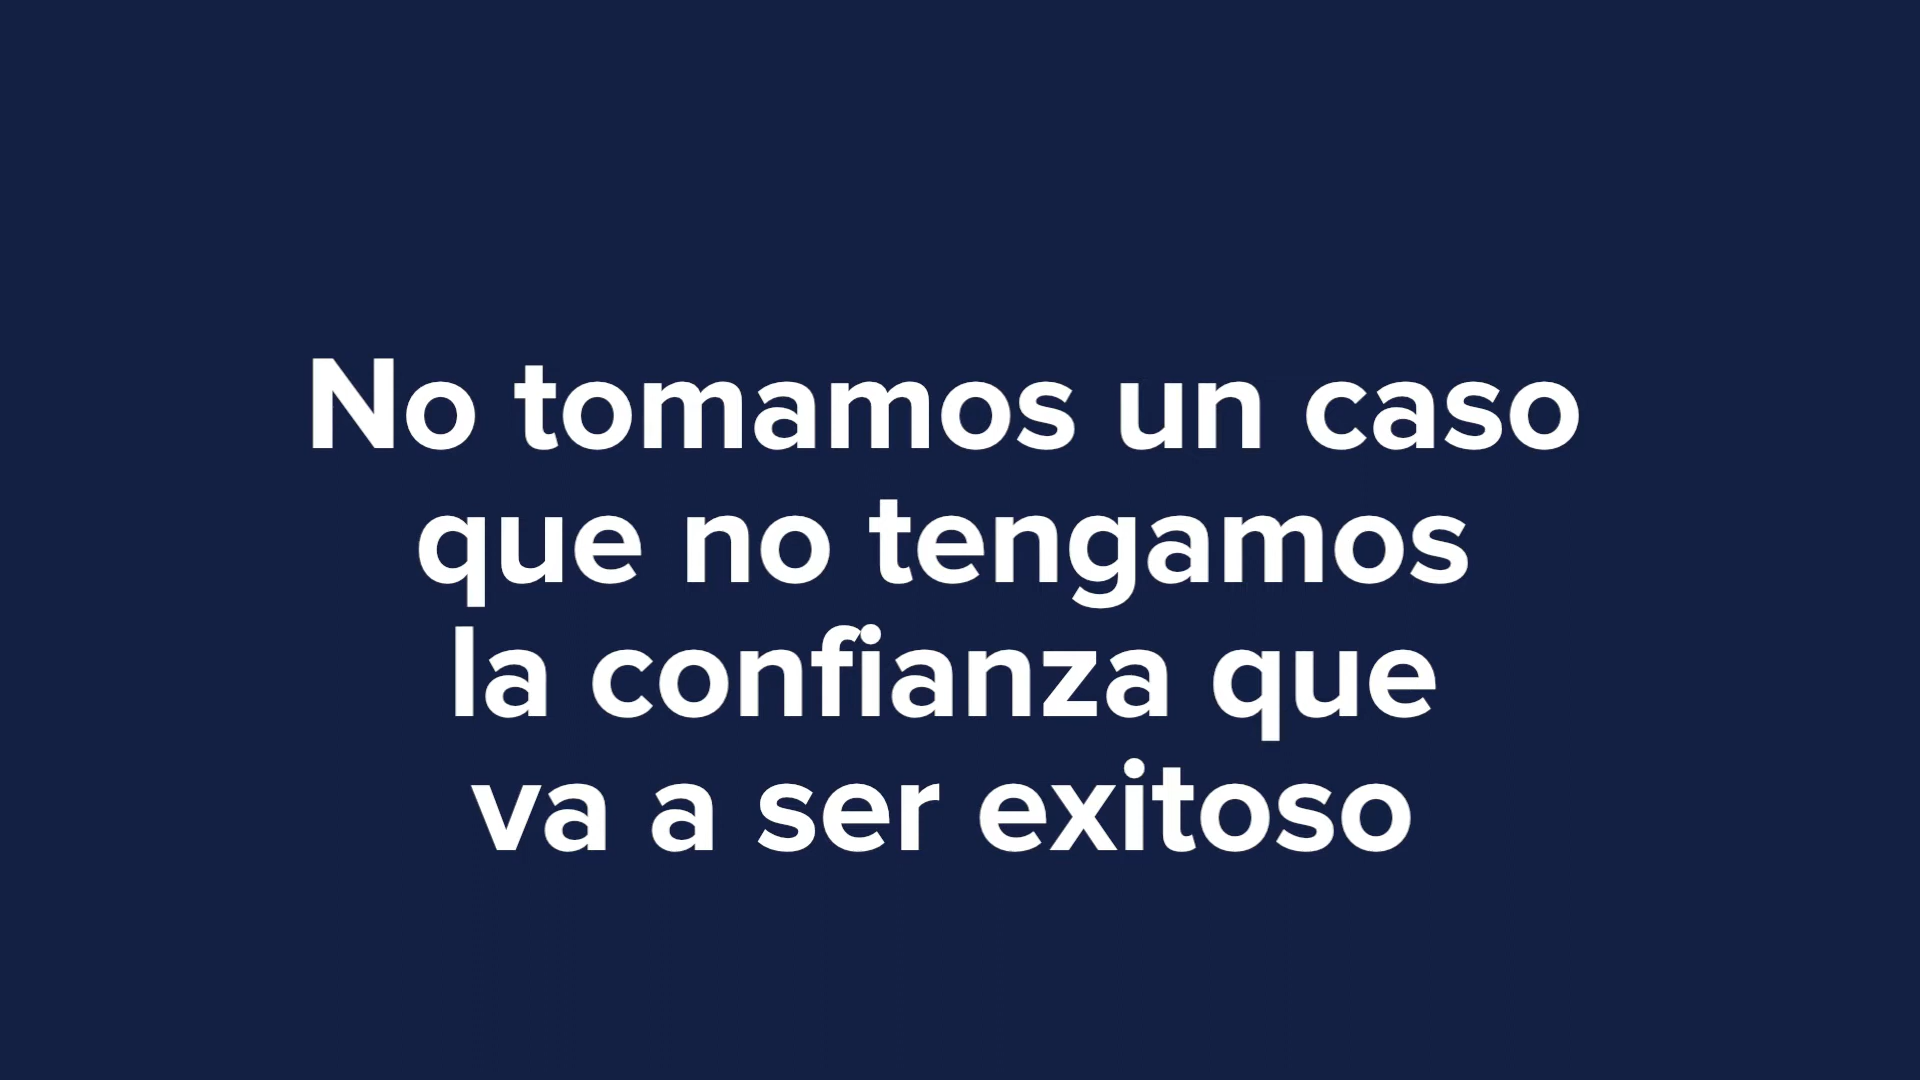 No tomamos un caso
que no tengamos
la confianza que
va a ser exitoso